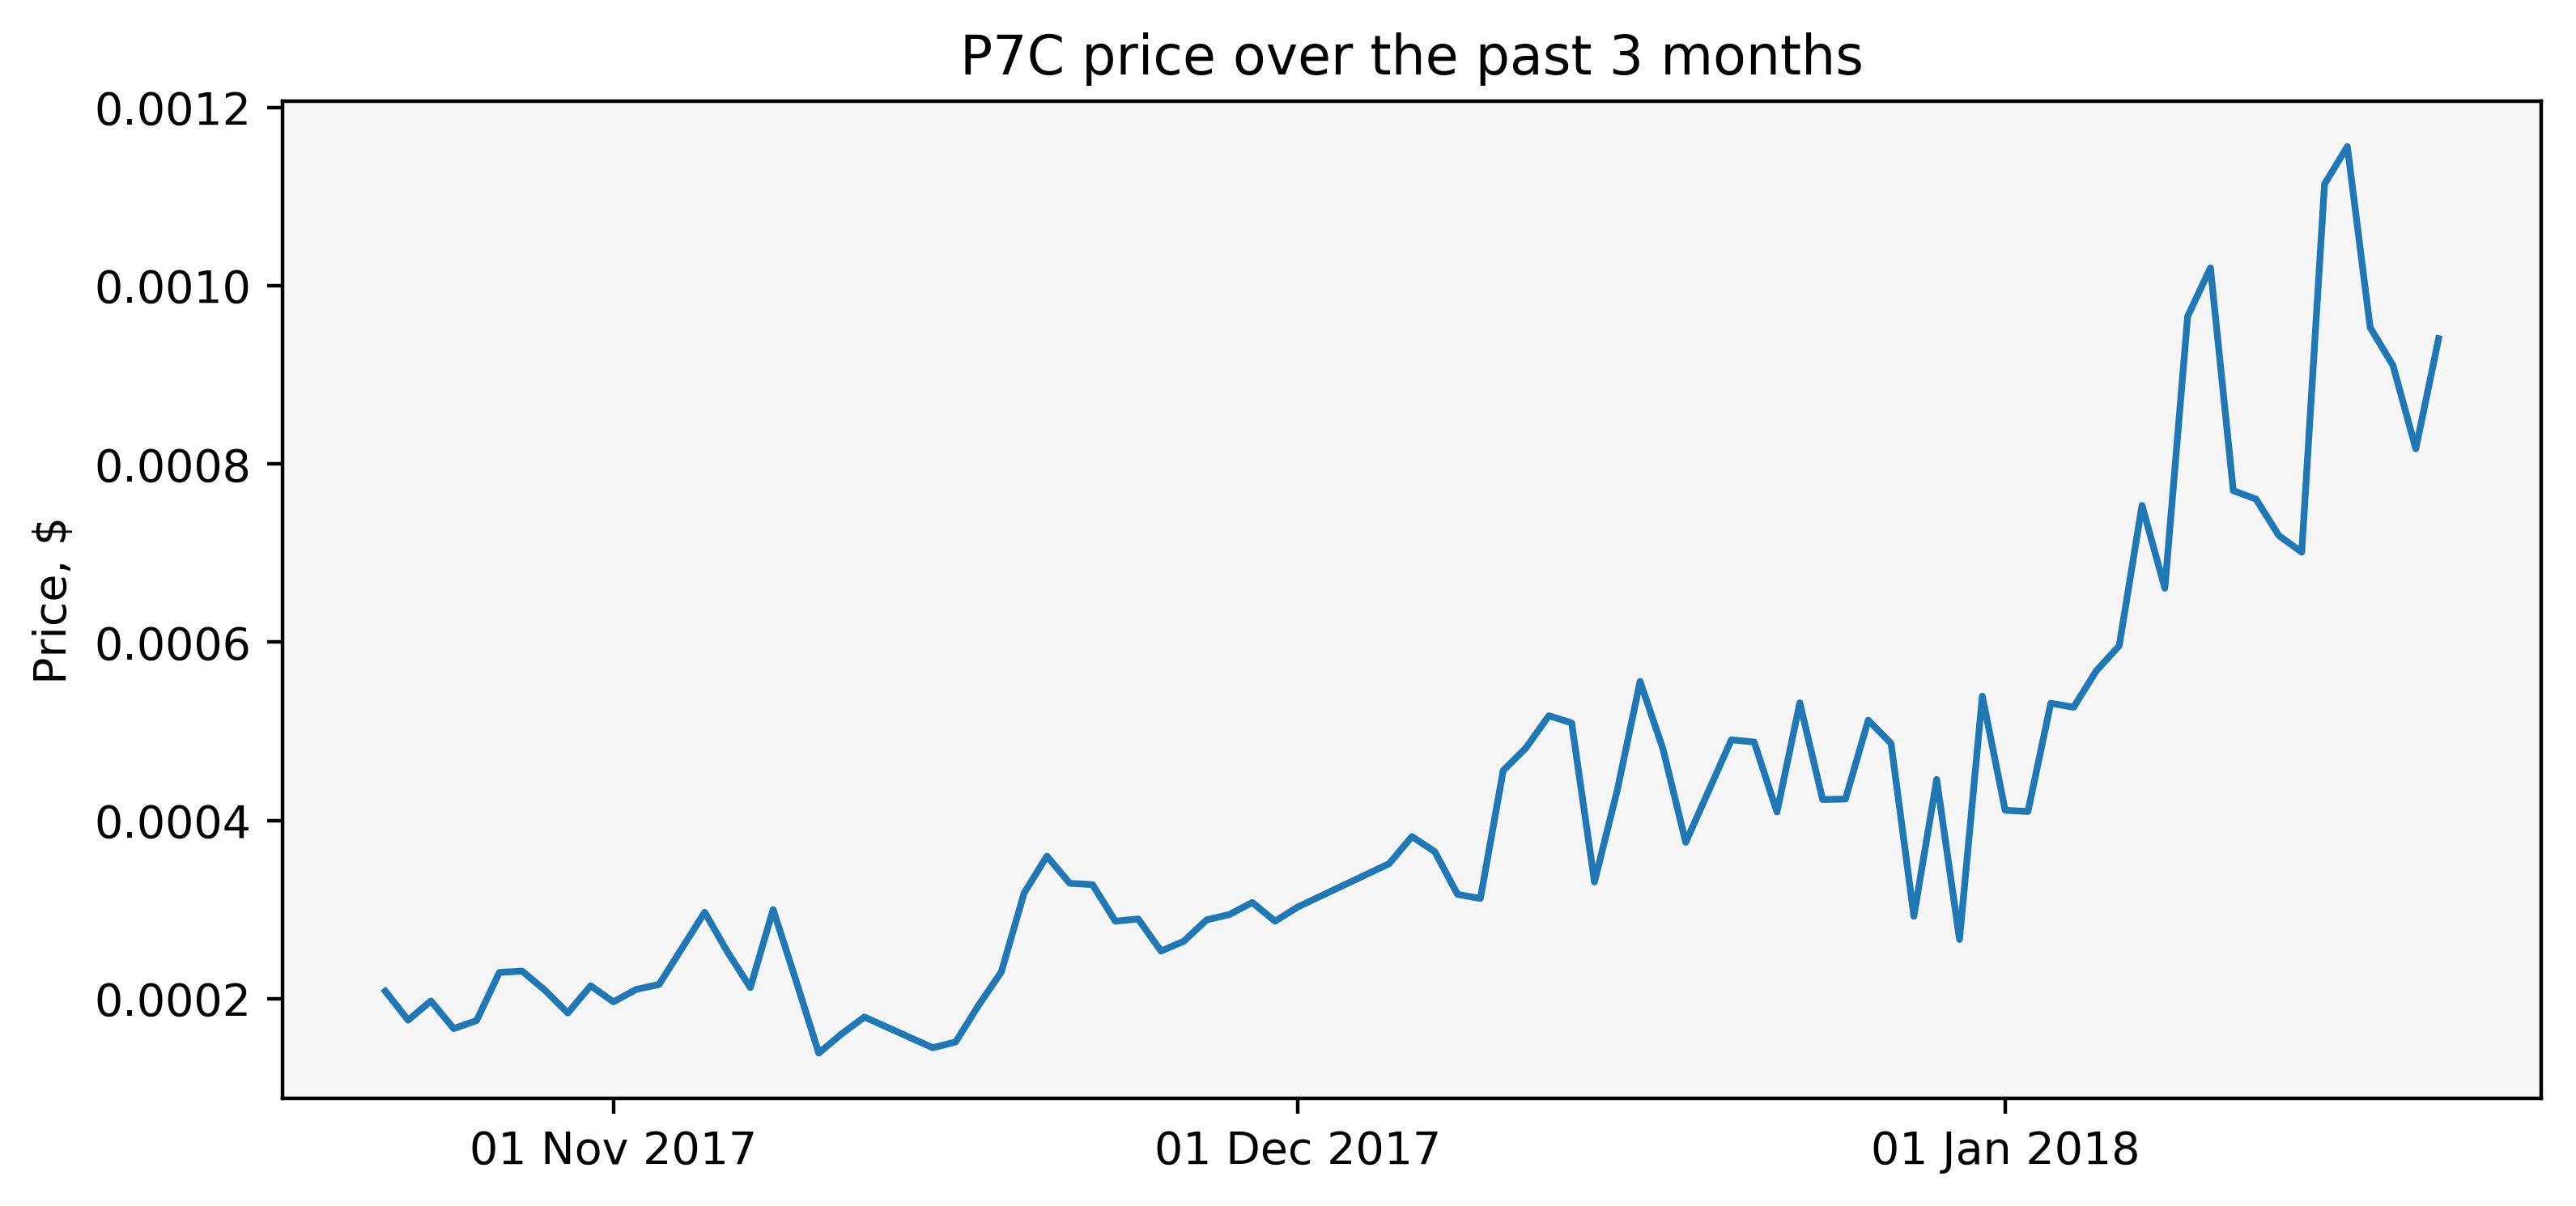 P7C price over the past 3 months
0.0012
0.0010
0.0008
0.0006
0.0004
0.0002
Price, $
01 Nov 2017
01 Dec 2017
01 Jan 2018